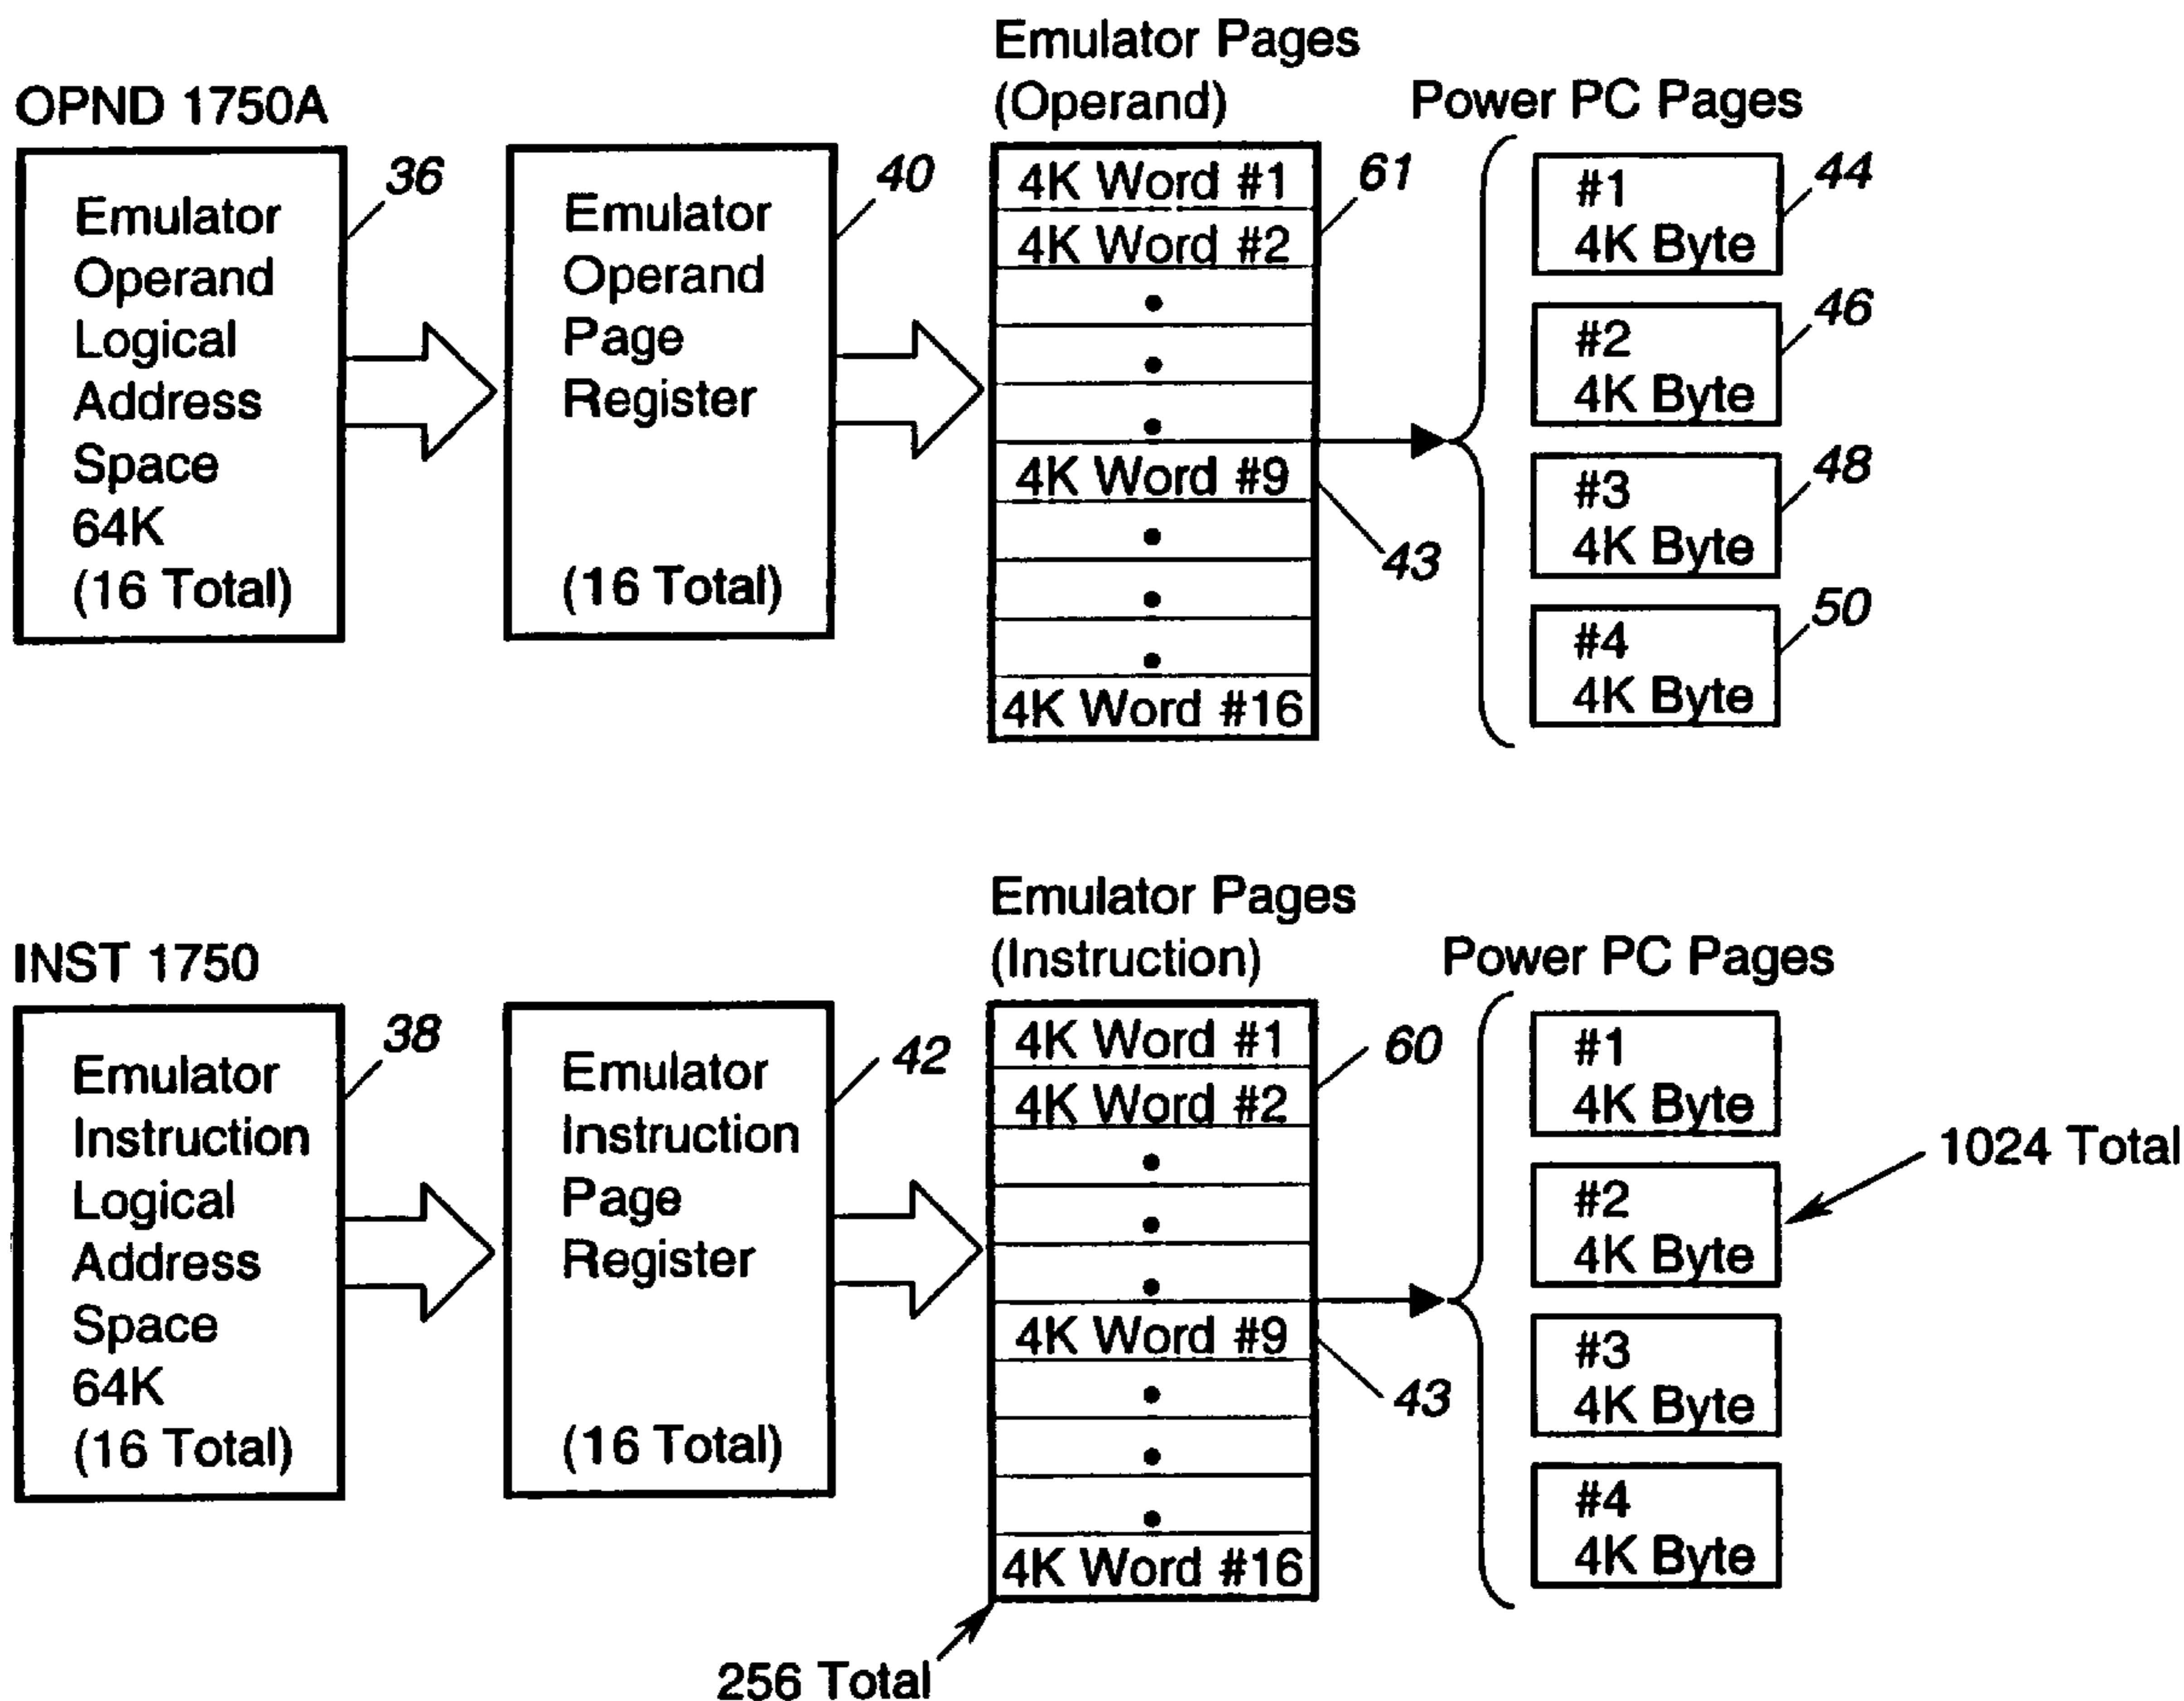 OPND 1750A
Emulator
Operand
Logical
Address
Space
64K
(16 Total)
36
Emulator
Operand
Page
Register
(16 Total)
40
Emulator Pages
(Operand)
4K Word #1
4K Word #2
4K Word #9
4K Word #16
61
43
Power PC Pages
#1
4K Byte
44
#2
4K Byte
46
#3
4K Byte
48
#4
4K Byte
50
INST 1750
Emulator
Instruction
Logical
Address
Space
64K
(16 Total)
38
Emulator
Instruction
Page
Register
(16 Total)
42
Emulator Pages
(Instruction)
4K Word #1
4K Word #2
4K Word #9
4K Word #16
60
43
256 Total
Power PC Pages
#1
4K Byte
#2
4K Byte
1024 Total
#3
4K Byte
#4
4K Byte